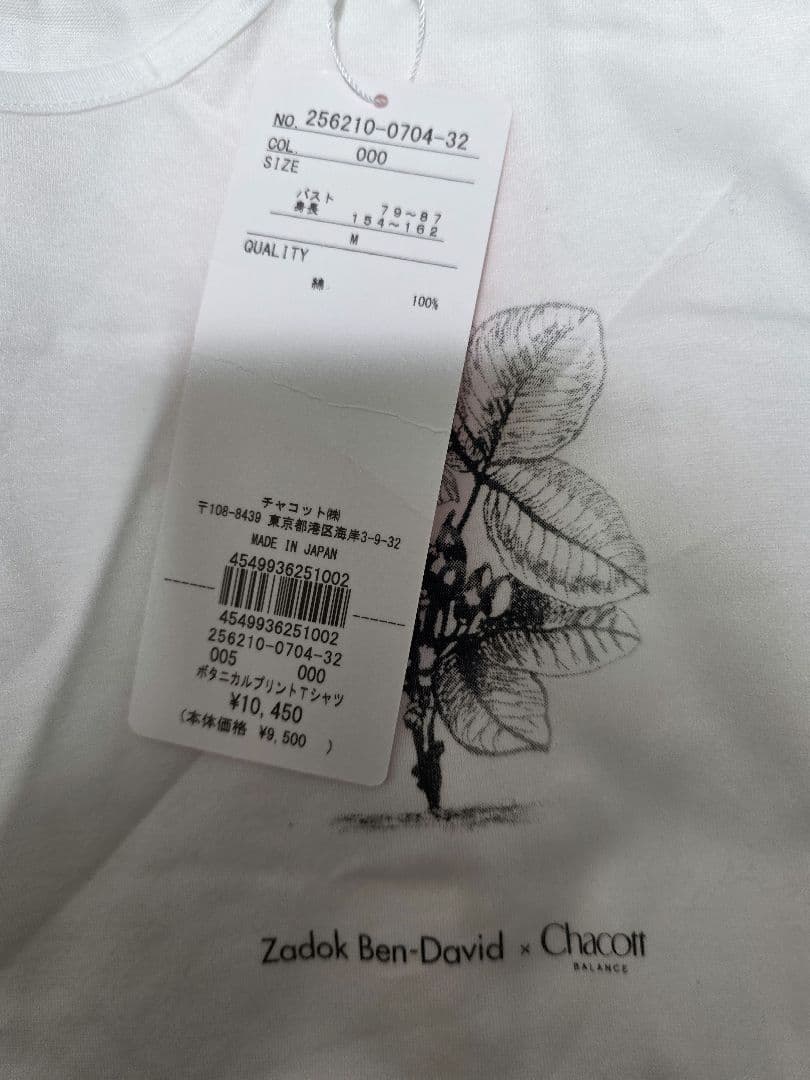 NO. 256210-0704-32
COL. 000
SIZE
バスト 79~87
身長 154~162
M
QUALITY
綿 100%
チャコット㈱
〒108-8439 東京都港区海岸3-9-32
MADE IN JAPAN
4549936251002
4549936251002
256210-0704-32
005 000
ボタニカルプリントTシャツ
¥10,450
(本体価格 ¥9,500 )
Zadok Ben-David × Chacott
BALANCE